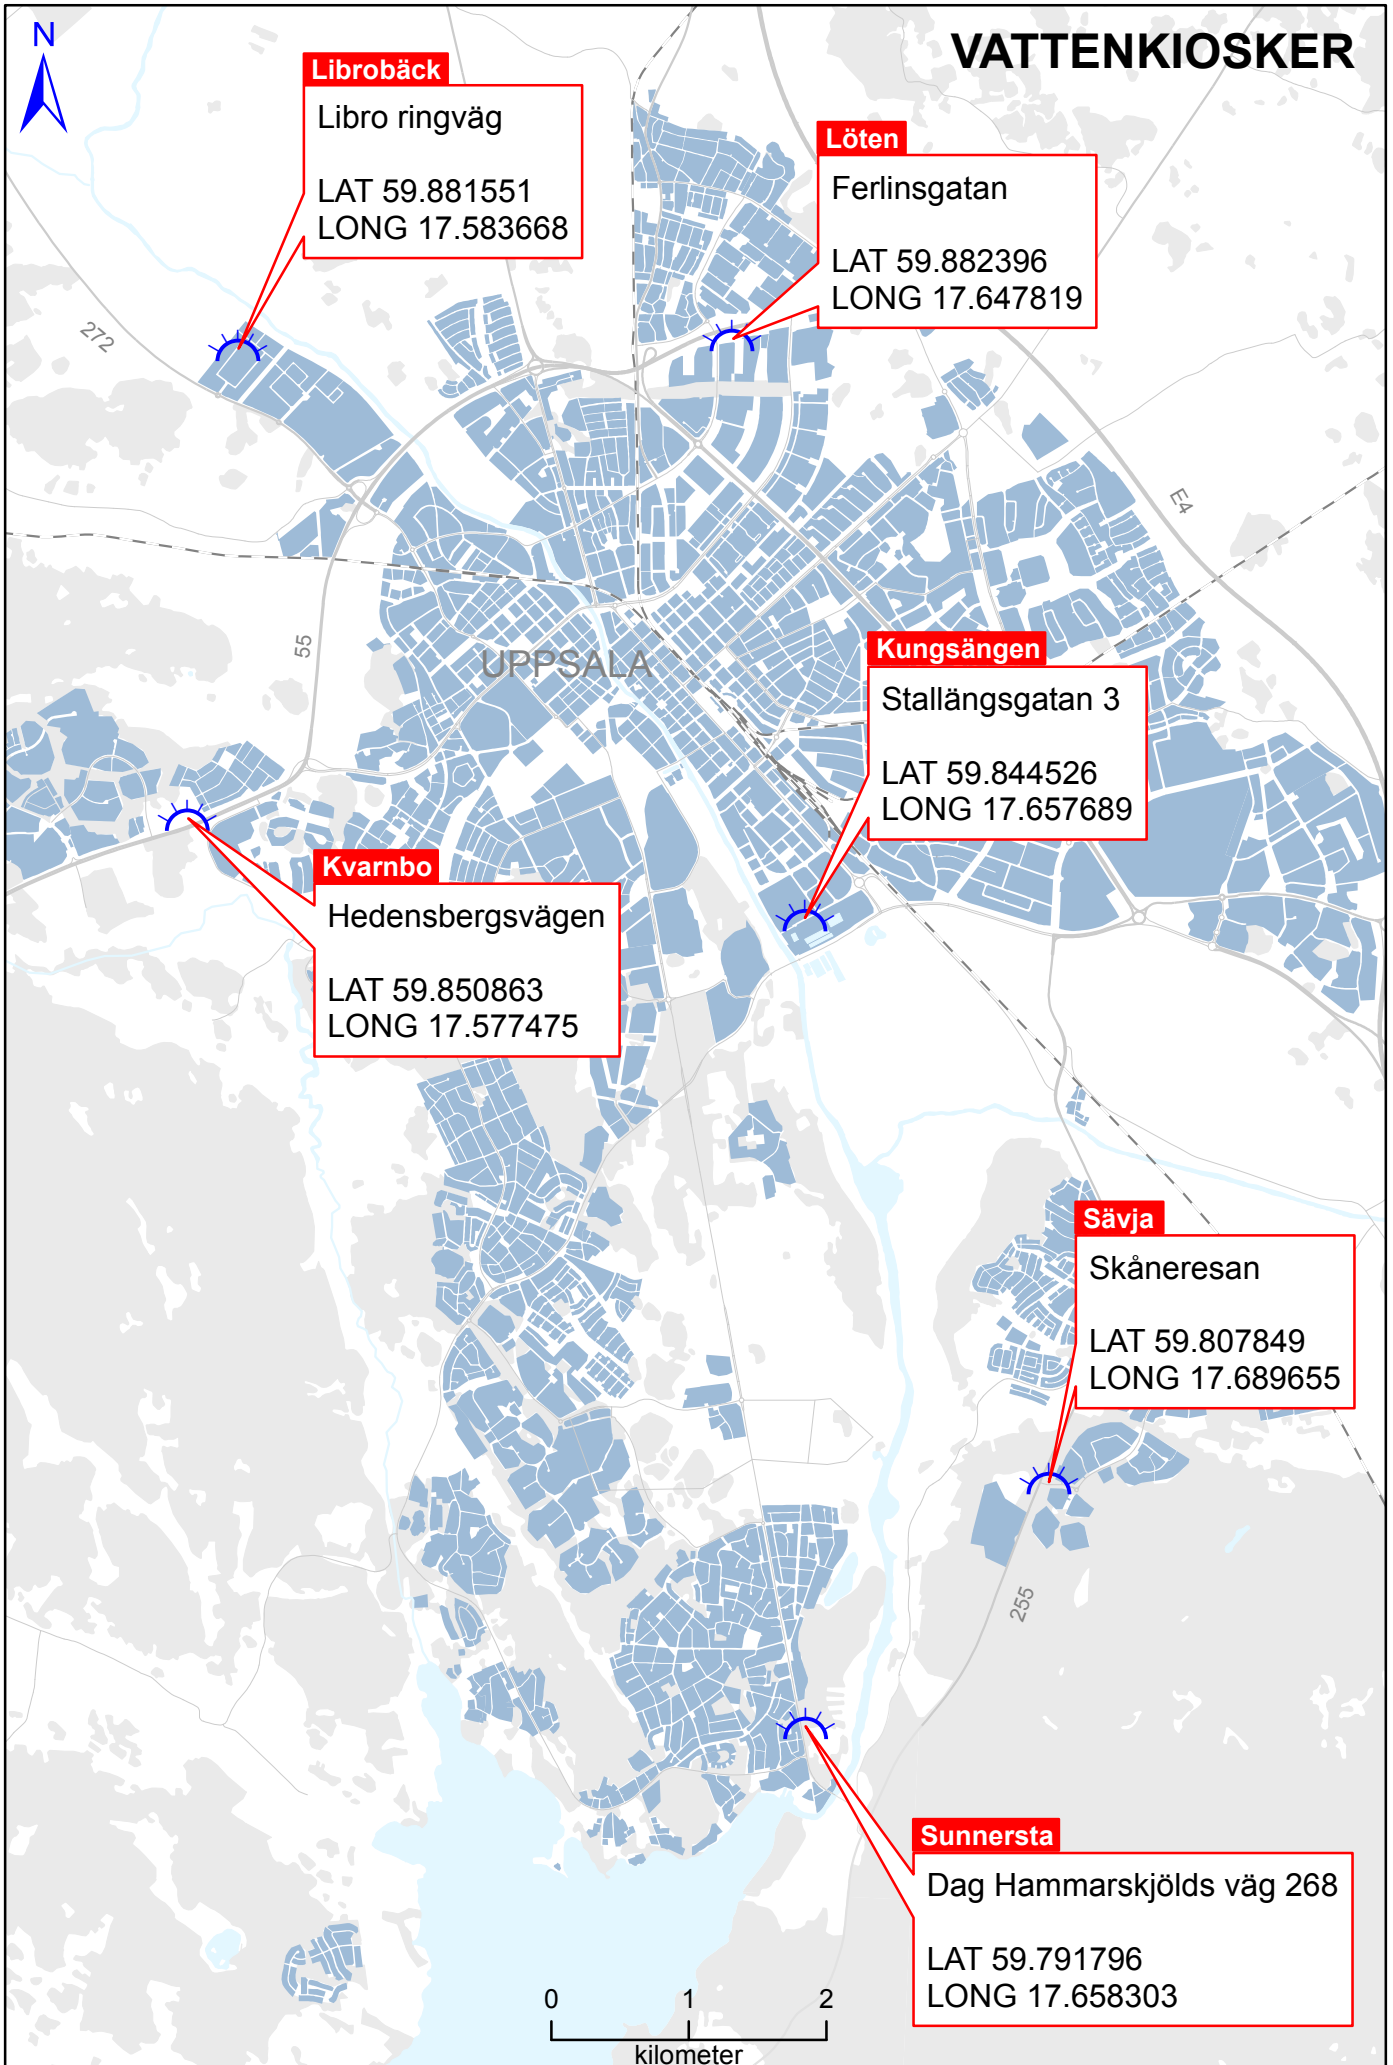 N
VATTENKIOSKER
Librobäck
Libro ringväg
LAT 59.881551
LONG 17.583668
Löten
Ferlinsgatan
LAT 59.882396
LONG 17.647819
272
E4
55
UPPSALA
Kungsängen
Stallängsgatan 3
LAT 59.844526
LONG 17.657689
Kvarnbo
Hedensbergsvägen
LAT 59.850863
LONG 17.577475
Sävja
Skåneresan
LAT 59.807849
LONG 17.689655
255
Sunnersta
Dag Hammarskjölds väg 268
LAT 59.791796
LONG 17.658303
0 1 2
kilometer